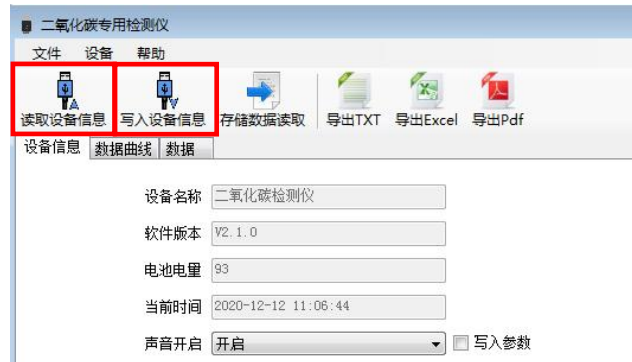 二氧化碳专用检测仪
文件 设备 帮助
读取设备信息 写入设备信息 存储数据读取 导出TXT 导出Excel 导出Pdf
设备信息 数据曲线 数据
设备名称 二氧化碳检测仪
软件版本 V2.1.0
电池电量 93
当前时间 2020-12-12 11:06:44
声音开启 开启 写入参数